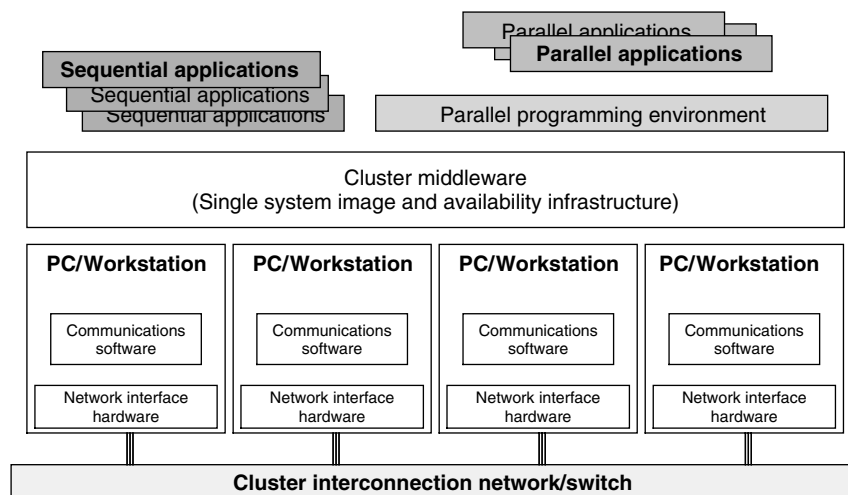 Parallel applications
Parallel applications
Sequential applications
Sequential applications
Sequential applications
Parallel programming environment
Cluster middleware
(Single system image and availability infrastructure)
PC/Workstation
PC/Workstation
PC/Workstation
PC/Workstation
Communications
software
Communications
software
Communications
software
Communications
software
Network interface
hardware
Network interface
hardware
Network interface
hardware
Network interface
hardware
Cluster interconnection network/switch